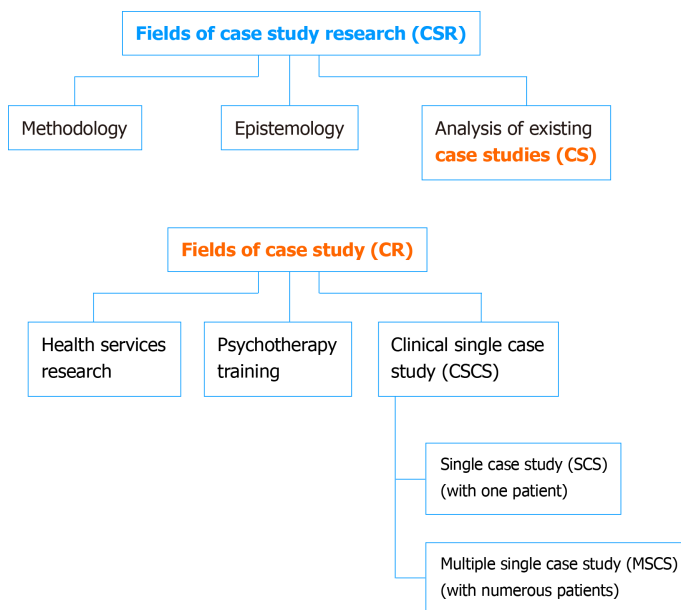 Fields of case study research (CSR)
Methodology
Epistemology
Analysis of existing
case studies (CS)
Fields of case study (CR)
Health services
research
Psychotherapy
training
Clinical single case
study (CSCS)
Single case study (SCS)
(with one patient)
Multiple single case study (MSCS)
(with numerous patients)